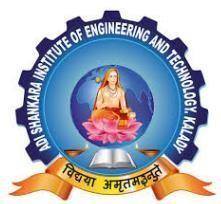 ADI SHANKARA INSTITUTE OF ENGINEERING AND TECHNOLOGY, KALADY
विद्यया अमृतमश्नुते